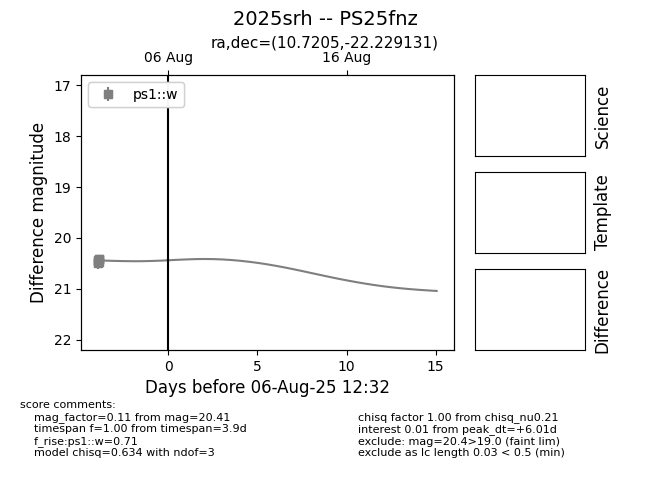 2025srh -- PS25fnz
ra,dec=(10.7205,-22.229131)
06 Aug
16 Aug
ps1::w
17
18
19
20
21
22
Difference magnitude
0
5
10
15
Days before 06-Aug-25 12:32
Science
Template
Difference
score comments:
mag_factor=0.11 from mag=20.41
timespan f=1.00 from timespan=3.9d
f_rise:ps1::w=0.71
model chisq=0.634 with ndof=3
chisq factor 1.00 from chisq_nu0.21
interest 0.01 from peak_dt=+6.01d
exclude: mag=20.4>19.0 (faint lim)
exclude as lc length 0.03 < 0.5 (min)